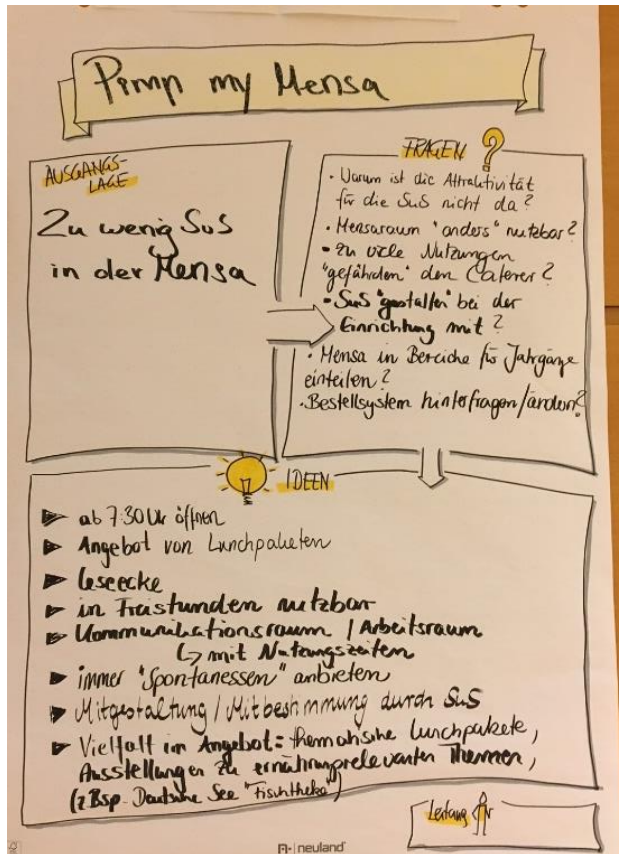 Pimp my Mensa
AUSGANGS-
LAGE
Zu wenig SuS
in der Mensa
FRAGEN ?
• Warum ist die Attraktivität
für die SuS nicht da?
• Mensaraum "anders" nutzbar?
• zu viele Nutzungen
"gefährden" den Caterer?
• SuS "gestalten" bei der
Einrichtung mit?
• Mensa in Bereiche für Jahrgänge
einteilen?
• Bestellsystem hinterfragen/ändern?
IDEEN
► ab 7:30 Uhr öffnen
► Angebot von Lunchpaketen
► Leseecke
► in Freistunden nutzbar
► Kommunikationsraum / Arbeitsraum
↳ mit Nutzungszeiten
► immer "Spontanessen" anbieten
► Mitgestaltung / Mitbestimmung durch SuS
► Vielfalt im Angebot: thematische Lunchpakete,
Ausstellungen zu ernährungsrelevanten Themen,
(z.Bsp. Deutsche See "Fischtheke")
Leitung
neuland